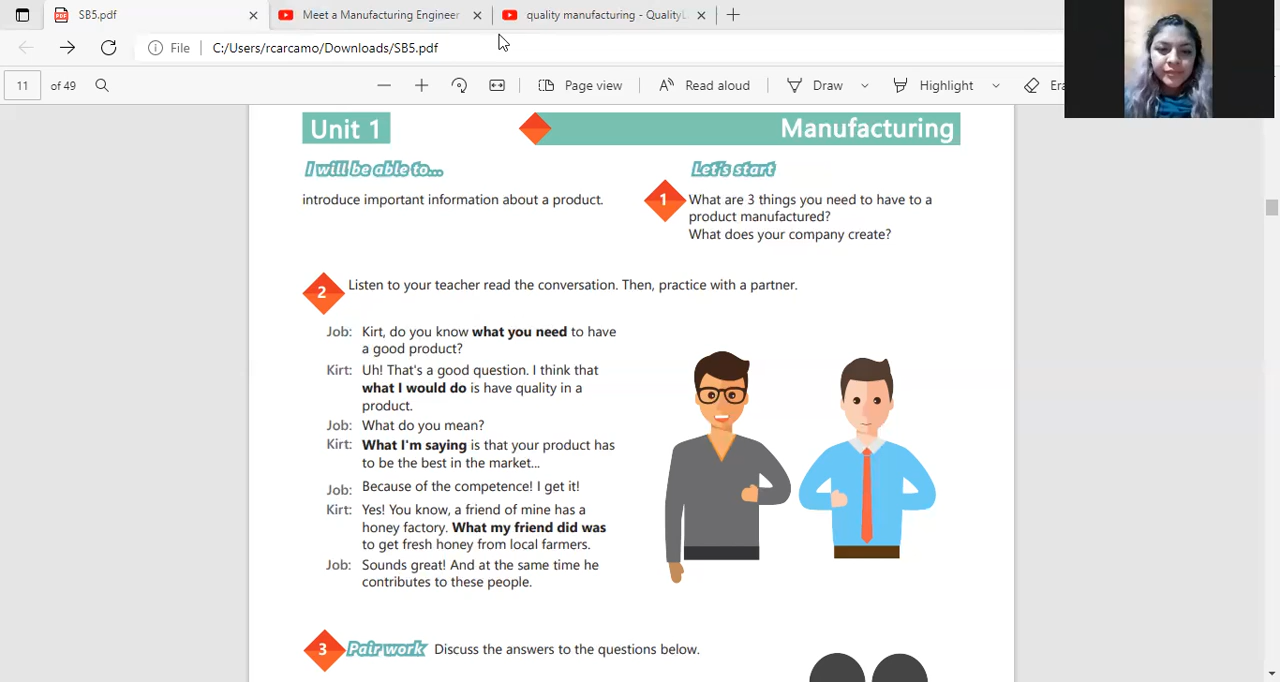 SB5.pdf
Meet a Manufacturing Engineer
quality manufacturing - QualityL
File
C:/Users/rcarcamo/Downloads/SB5.pdf
11 of 49
Page view
Read aloud
Draw
Highlight
Era
Unit 1
Manufacturing
I will be able to...
introduce important information about a product.
Let's start
1 What are 3 things you need to have to a
product manufactured?
What does your company create?
2 Listen to your teacher read the conversation. Then, practice with a partner.
Job: Kirt, do you know what you need to have
a good product?
Kirt: Uh! That's a good question. I think that
what I would do is have quality in a
product.
Job: What do you mean?
Kirt: What I'm saying is that your product has
to be the best in the market...
Job: Because of the competence! I get it!
Kirt: Yes! You know, a friend of mine has a
honey factory. What my friend did was
to get fresh honey from local farmers.
Job: Sounds great! And at the same time he
contributes to these people.
3 Pair work Discuss the answers to the questions below.